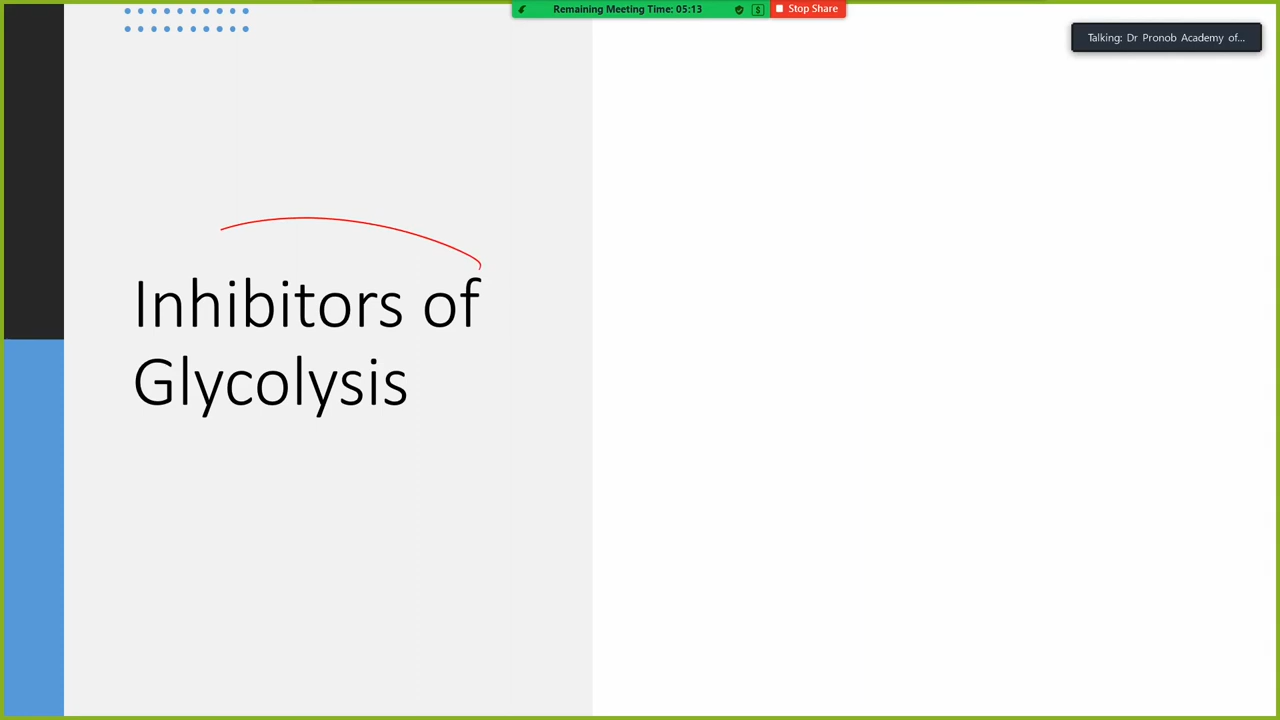 Remaining Meeting Time: 05:13
Stop Share
Talking: Dr Pronob Academy of...
Inhibitors of
Glycolysis